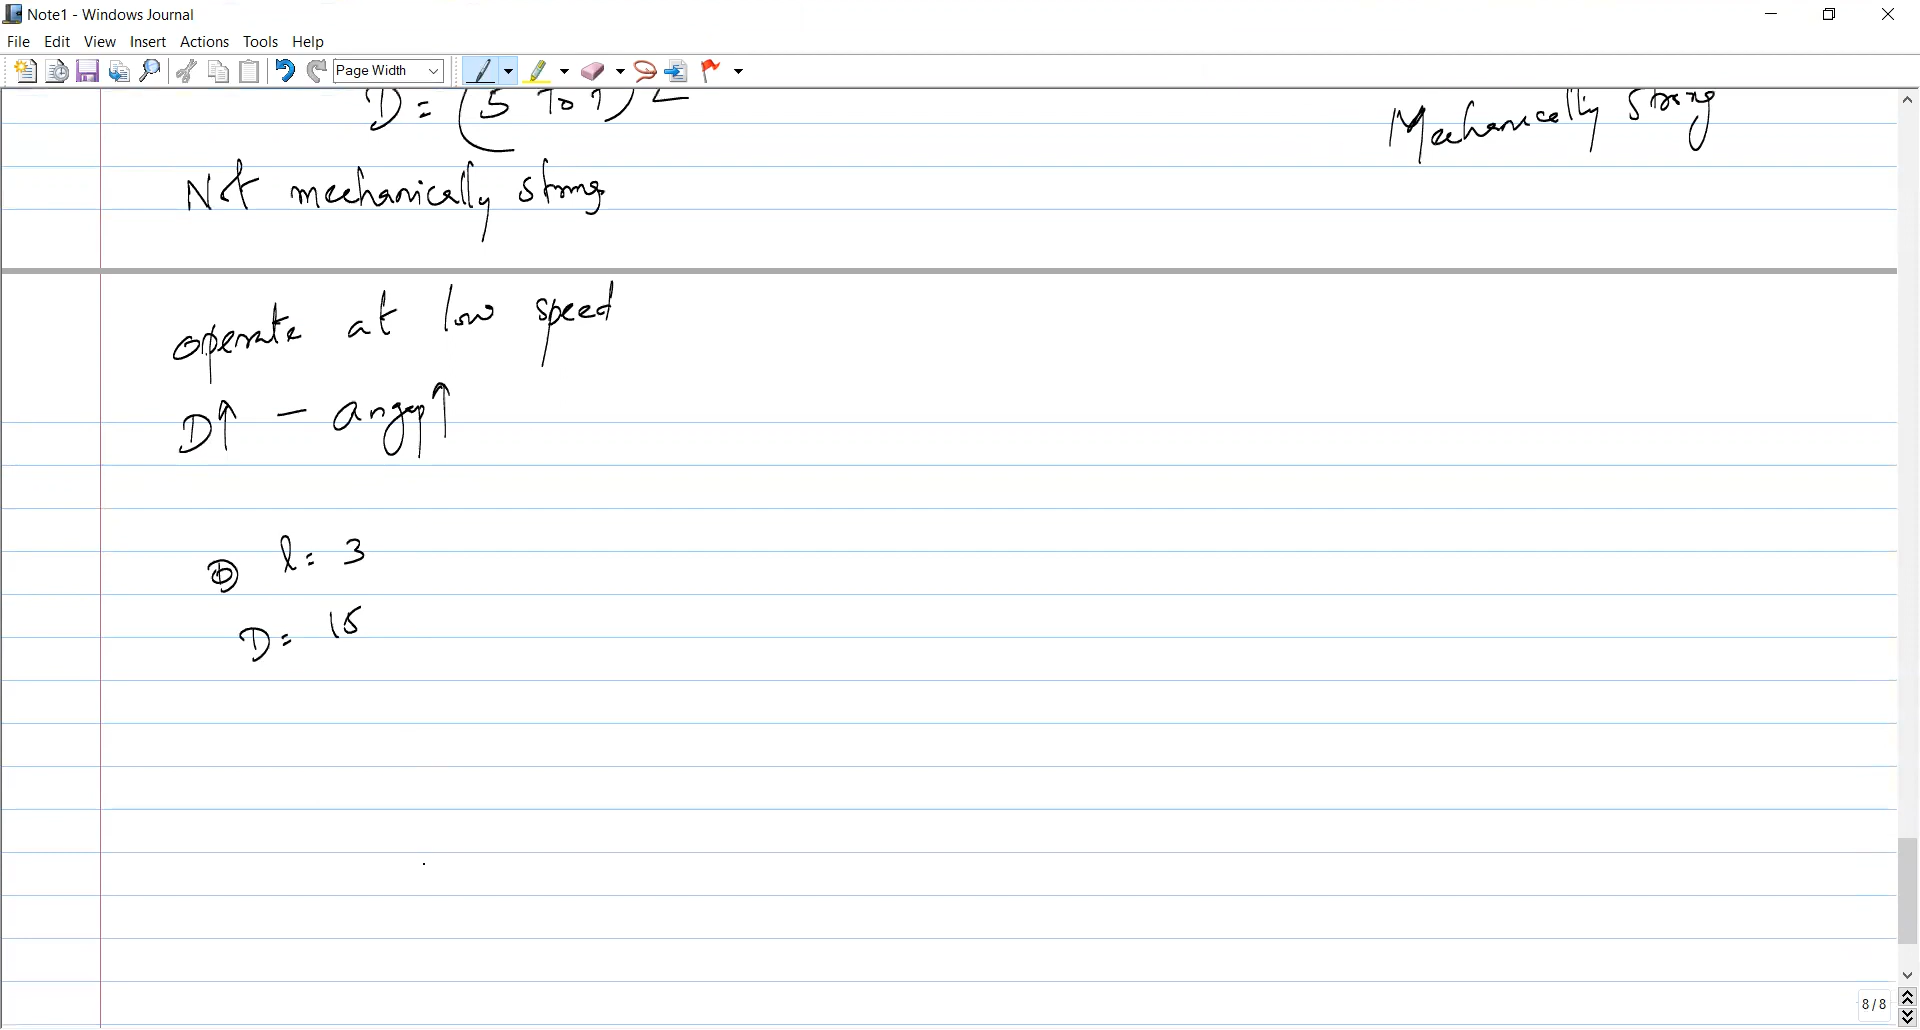 Note1 - Windows Journal
File Edit View Insert Actions Tools Help
Page Width
D = (5 To 7) L
Mechanically strong
Not mechanically strong
operate at low speed
D↑ -
① l = 3
D = 15
8 / 8